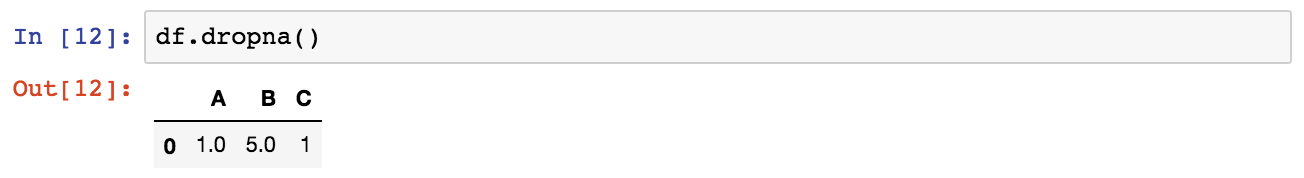 In [12]: df.dropna()
Out[12]:
A B C
0 1.0 5.0 1